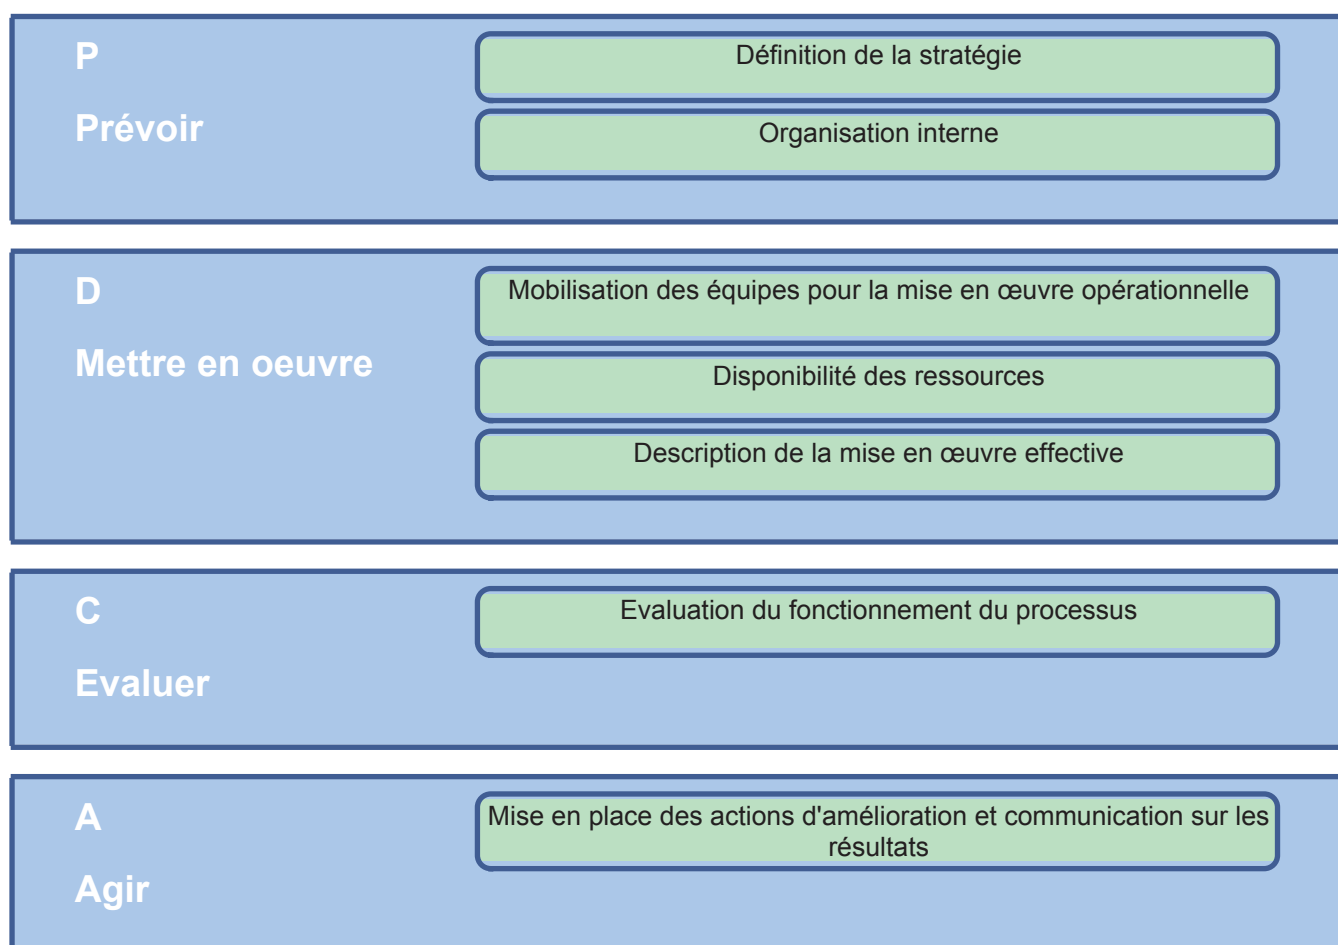 P
Prévoir
Définition de la stratégie
Organisation interne
D
Mettre en oeuvre
Mobilisation des équipes pour la mise en œuvre opérationnelle
Disponibilité des ressources
Description de la mise en œuvre effective
C
Evaluer
Evaluation du fonctionnement du processus
A
Agir
Mise en place des actions d'amélioration et communication sur les
résultats